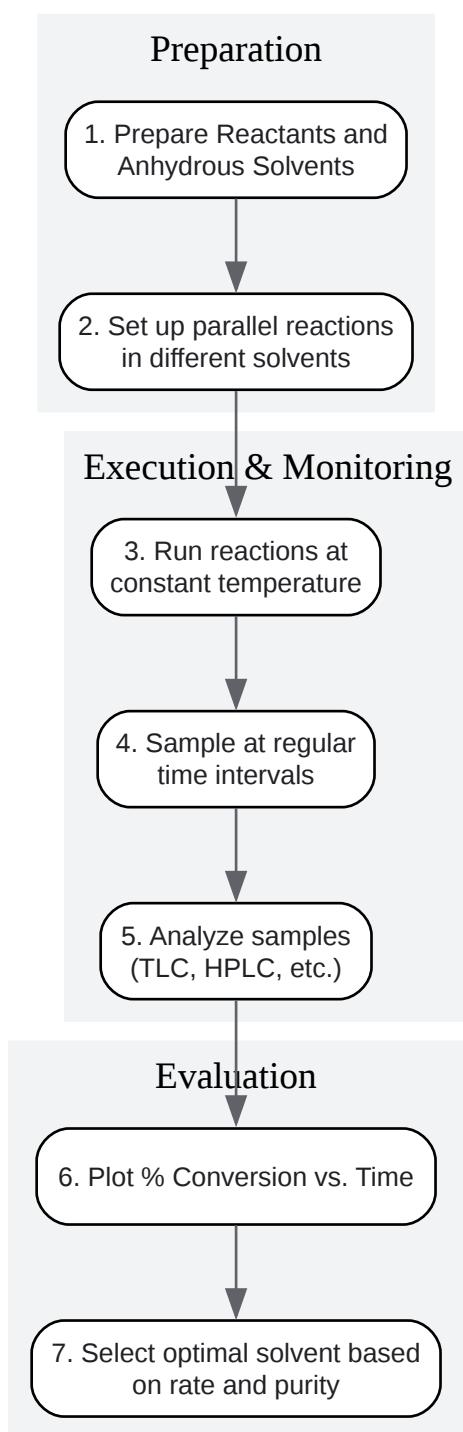 Preparation
1. Prepare Reactants and
Anhydrous Solvents
2. Set up parallel reactions
in different solvents
Execution & Monitoring
3. Run reactions at
constant temperature
4. Sample at regular
time intervals
5. Analyze samples
(TLC, HPLC, etc.)
Evaluation
6. Plot % Conversion vs. Time
7. Select optimal solvent based
on rate and purity